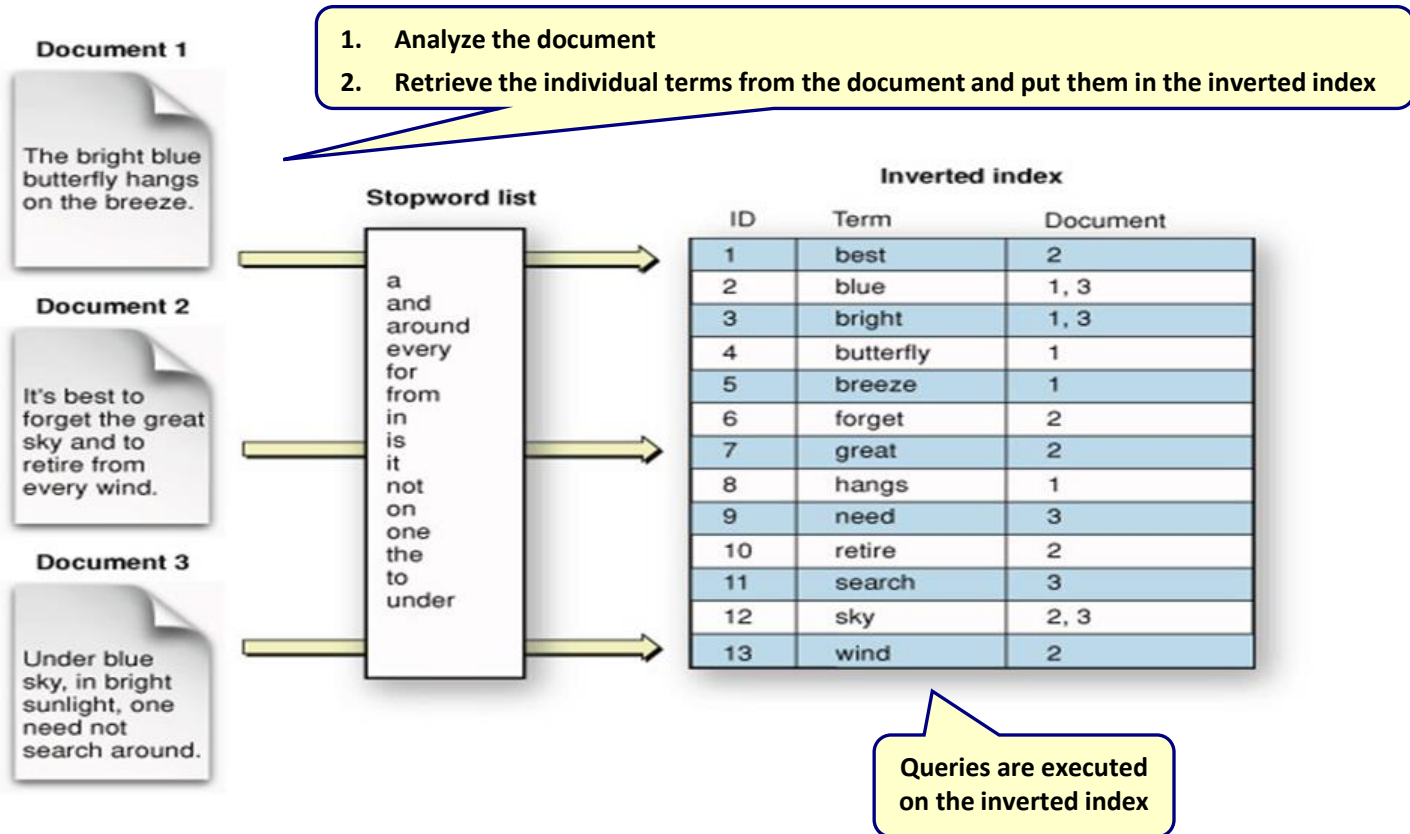 1. Analyze the document
2. Retrieve the individual terms from the document and put them in the inverted index
Document 1
The bright blue
butterfly hangs
on the breeze.
Document 2
It's best to
forget the great
sky and to
retire from
every wind.
Document 3
Under blue
sky, in bright
sunlight, one
need not
search around.
Stopword list
a
and
around
every
for
from
in
is
it
not
on
one
the
to
under
Inverted index
ID Term Document
1 best 2
2 blue 1, 3
3 bright 1, 3
4 butterfly 1
5 breeze 1
6 forget 2
7 great 2
8 hangs 1
9 need 3
10 retire 2
11 search 3
12 sky 2, 3
13 wind 2
Queries are executed
on the inverted index